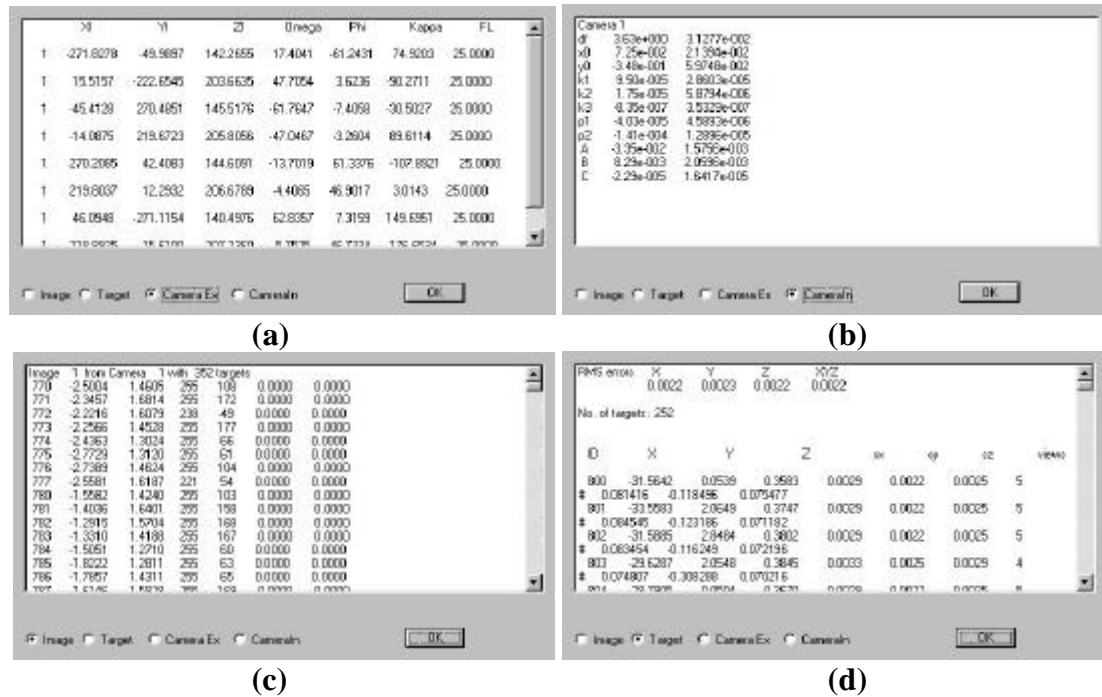 XI YI ZI Omega Phi Kappa FL
1 -271.8278 -49.9897 142.2655 17.4041 -61.2431 74.9203 25.0000
1 15.5157 -222.6545 203.6635 47.7054 3.6236 -90.2711 25.0000
1 -45.4128 270.4851 145.5176 -61.7647 -7.4058 -30.5027 25.0000
1 -14.0875 219.6723 205.8056 -47.0467 -3.2604 89.6114 25.0000
1 -270.2085 42.4083 144.6091 -13.7019 61.3376 -107.8921 25.0000
1 219.8037 12.2932 206.6789 -4.4065 46.9017 3.0143 25.0000
1 46.0948 -271.1154 140.4976 62.8357 7.3159 149.6951 25.0000
Image Target Camera Ex CameraIn OK
(a)
Camera 1
df 3.63e+000 3.1277e-002
x0 7.25e-002 2.1394e-002
y0 -3.48e-001 5.9748e-002
k1 9.50e-005 2.8603e-005
k2 1.75e-005 5.8794e-006
k3 -8.35e-007 3.5329e-007
p1 -4.03e-005 4.5893e-006
p2 -1.41e-004 1.2896e-005
A -3.35e-002 1.5756e-003
B 8.29e-003 2.0596e-003
C -2.29e-005 1.6417e-005
Image Target Camera Ex CameraIn OK
(b)
Image 1 from Camera 1 with 352 targets
770 -2.5004 1.4605 255 108 0.0000 0.0000
771 -2.3457 1.6814 255 172 0.0000 0.0000
772 -2.2216 1.6079 238 49 0.0000 0.0000
773 -2.2566 1.4528 255 177 0.0000 0.0000
774 -2.4363 1.3024 255 66 0.0000 0.0000
775 -2.7729 1.3120 255 61 0.0000 0.0000
776 -2.7389 1.4624 255 104 0.0000 0.0000
777 -2.5581 1.6187 221 54 0.0000 0.0000
780 -1.5582 1.4240 255 103 0.0000 0.0000
781 -1.4036 1.6401 255 158 0.0000 0.0000
782 -1.2915 1.5704 255 168 0.0000 0.0000
783 -1.3310 1.4188 255 167 0.0000 0.0000
784 -1.5051 1.2710 255 60 0.0000 0.0000
785 -1.8222 1.2811 255 63 0.0000 0.0000
786 -1.7857 1.4311 255 65 0.0000 0.0000
Image Target Camera Ex CameraIn OK
(c)
RMS errors X Y Z XYZ
0.0022 0.0023 0.0022 0.0022
No. of targets : 252
ID X Y Z sx sy sz views
800 -31.5642 0.0539 0.3583 0.0029 0.0022 0.0025 5
# 0.081416 -0.118496 0.075477
801 -33.5583 2.0649 0.3747 0.0029 0.0022 0.0025 5
# 0.084545 -0.123186 0.071182
802 -31.5885 2.8484 0.3802 0.0029 0.0022 0.0025 5
# 0.083454 -0.116249 0.072196
803 -29.6287 2.0548 0.3845 0.0033 0.0025 0.0029 4
# 0.074807 -0.308288 0.070216
Image Target Camera Ex CameraIn OK
(d)